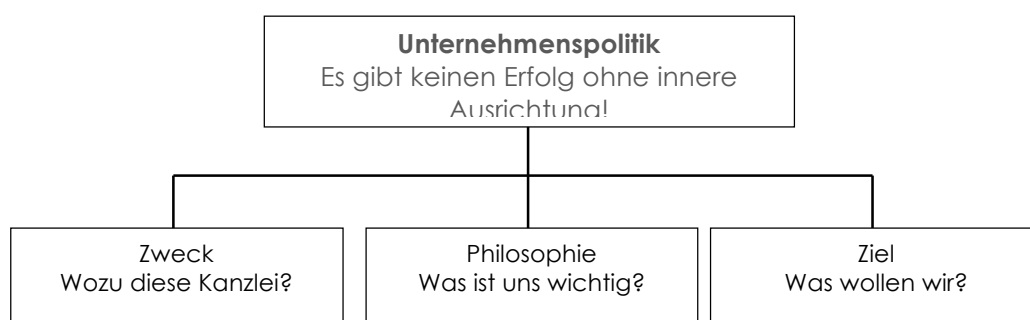 Unternehmenspolitik
Es gibt keinen Erfolg ohne innere
Ausrichtung!
Zweck
Wozu diese Kanzlei?
Philosophie
Was ist uns wichtig?
Ziel
Was wollen wir?